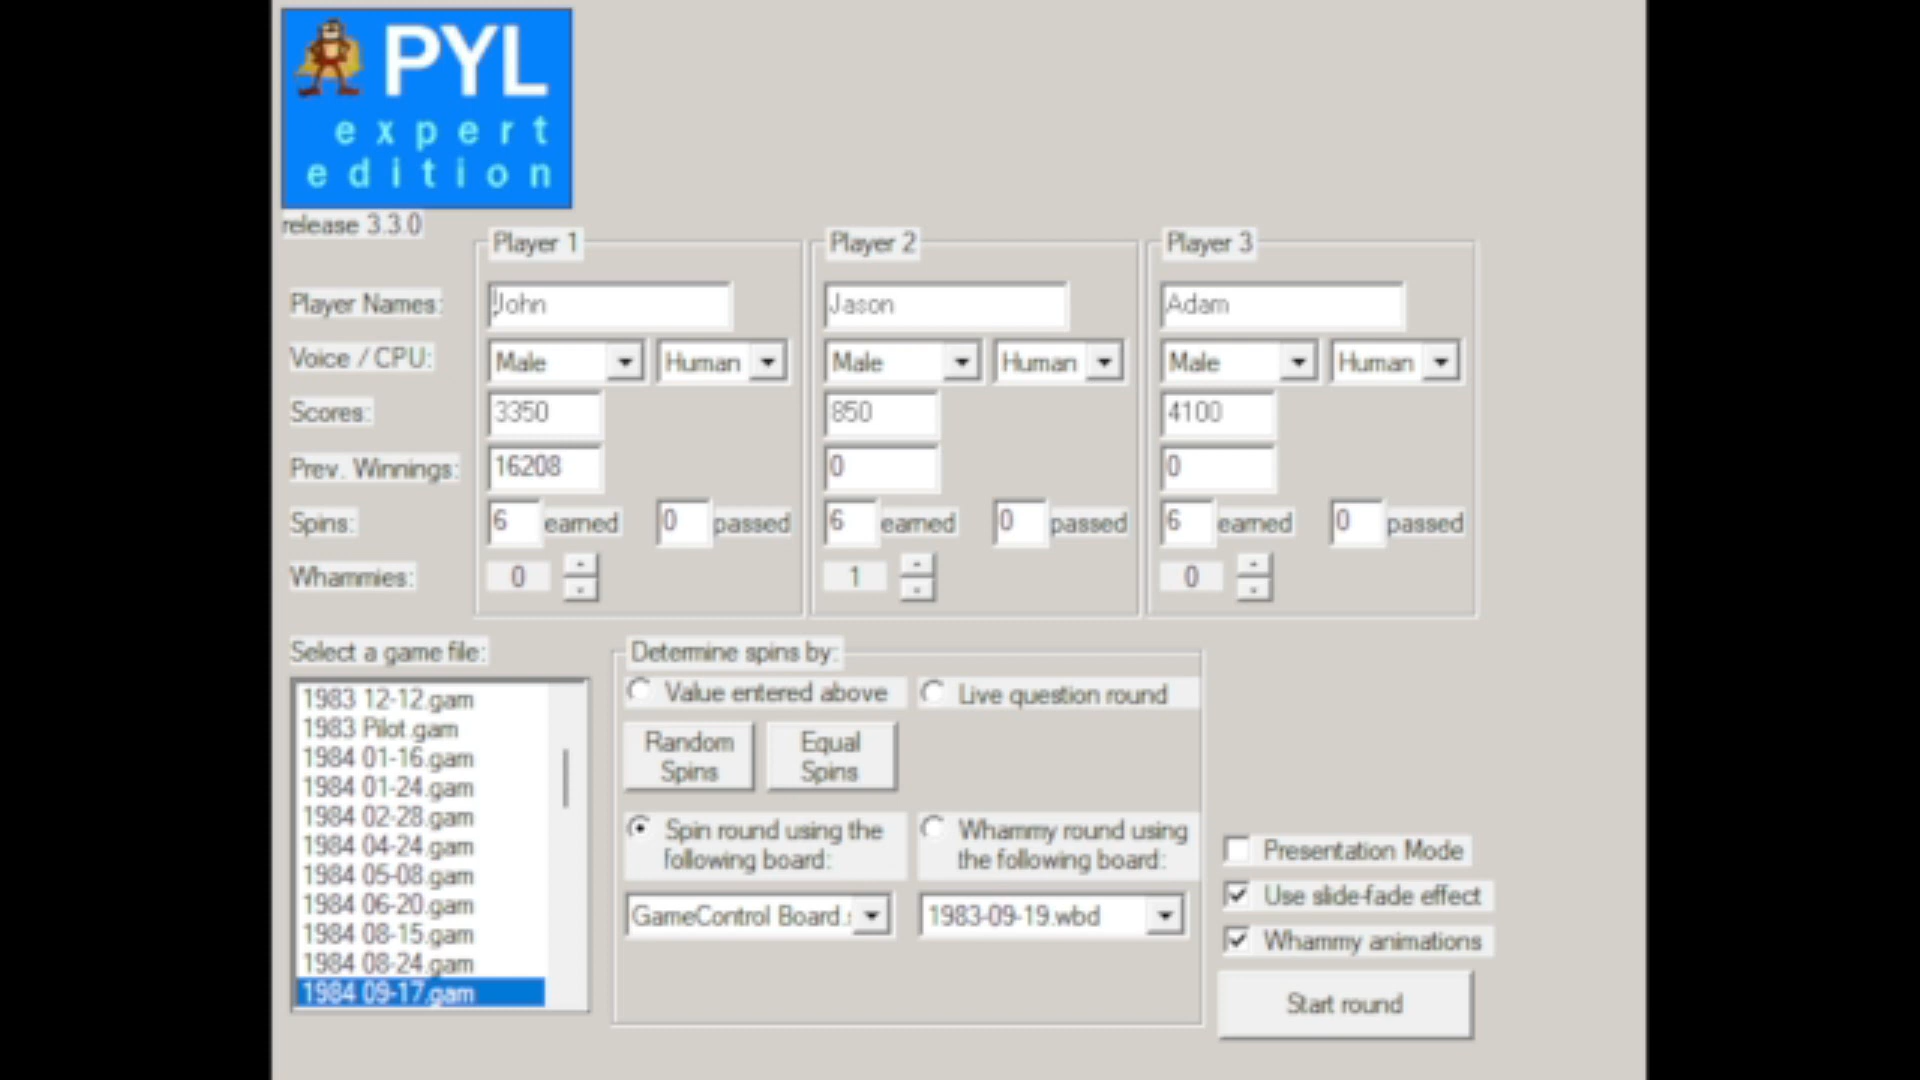 PYL
expert
edition
release 3.3.0
Player 1 Player 2 Player 3
Player Names: John Jason Adam
Voice / CPU: Male Human Male Human Male Human
Scores: 3350 850 4100
Prev. Winnings: 16208 0 0
Spins: 6 earned 0 passed 6 earned 0 passed 6 earned 0 passed
Whammies: 0 1 0
Select a game file:
1983 12-12.gam
1983 Pilot.gam
1984 01-16.gam
1984 01-24.gam
1984 02-28.gam
1984 04-24.gam
1984 05-08.gam
1984 06-20.gam
1984 08-15.gam
1984 08-24.gam
1984 09-17.gam
Determine spins by:
Value entered above Live question round
Random
Spins
Equal
Spins
Spin round using the
following board:
Whammy round using
the following board:
GameControl Board.s 1983-09-19.wbd
Presentation Mode
Use slide-fade effect
Whammy animations
Start round